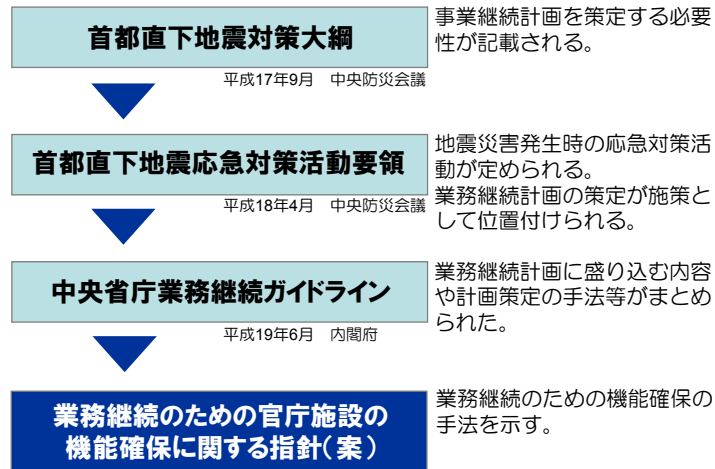 首都直下地震対策大綱
事業継続計画を策定する必要
性が記載される。
平成17年9月　中央防災会議
首都直下地震応急対策活動要領
地震災害発生時の応急対策活
動が定められる。
業務継続計画の策定が施策と
して位置付けられる。
平成18年4月　中央防災会議
中央省庁業務継続ガイドライン
業務継続計画に盛り込む内容
や計画策定の手法等がまとめ
られた。
平成19年6月　内閣府
業務継続のための官庁施設の
機能確保に関する指針（案）
業務継続のための機能確保の
手法を示す。